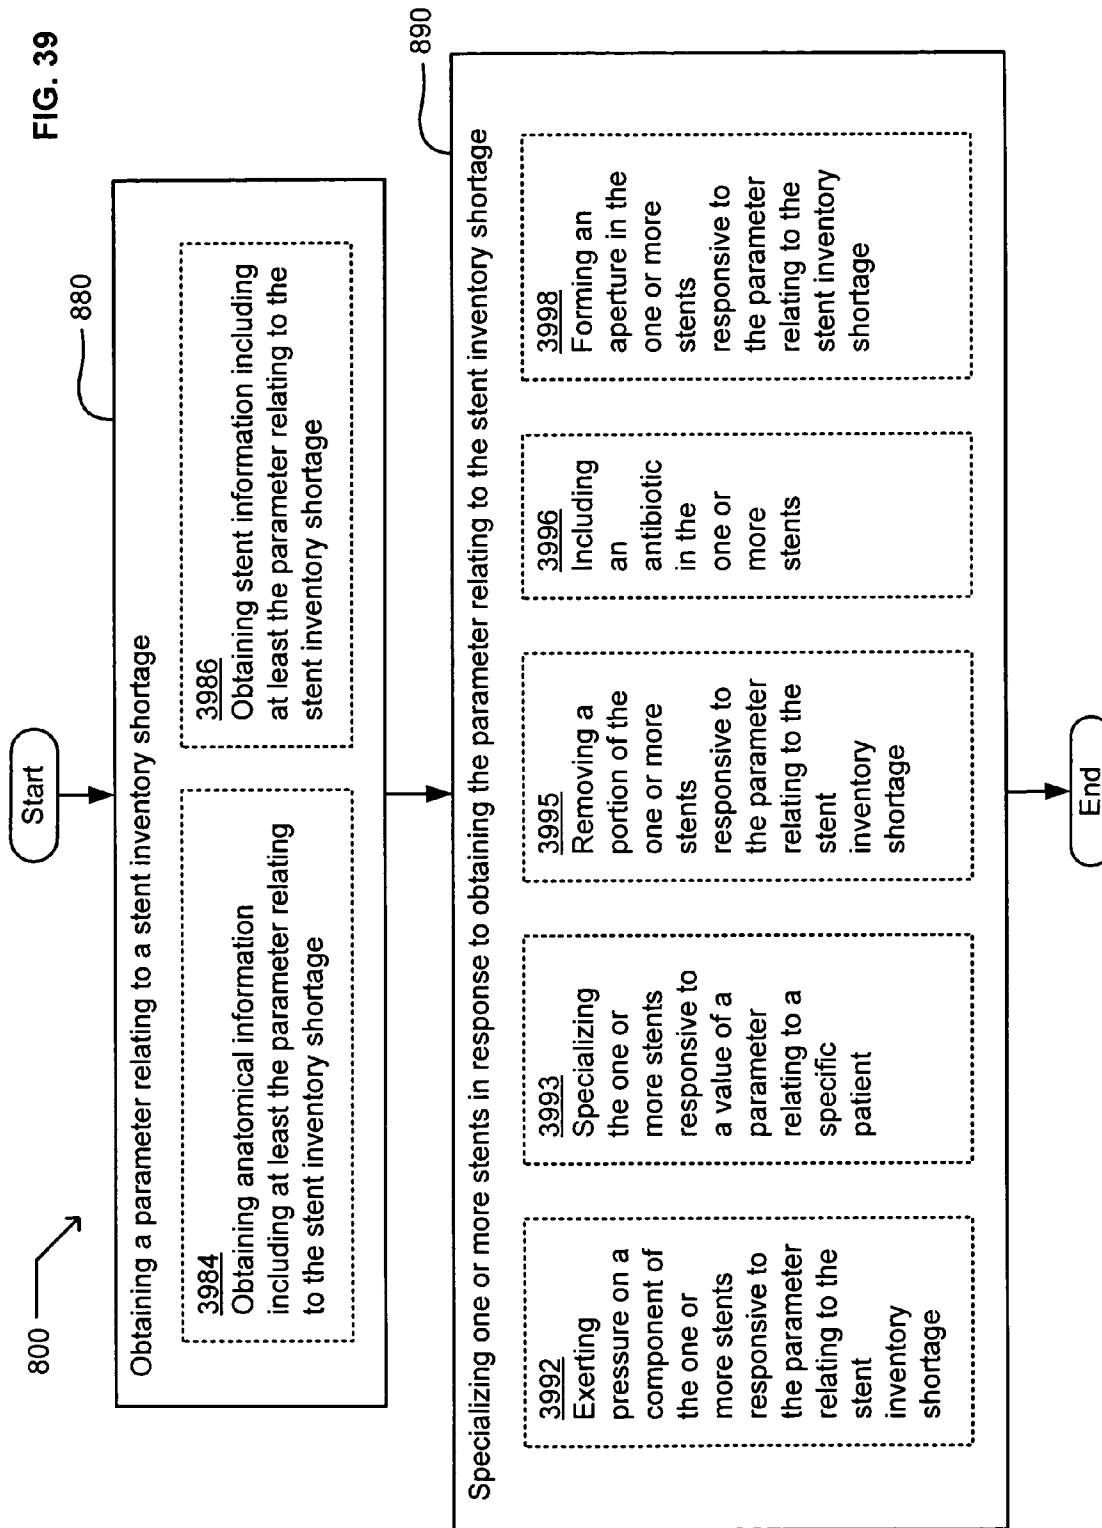 FIG. 39
800
Start
880
Obtaining a parameter relating to a stent inventory shortage
3984
Obtaining anatomical information
including at least the parameter relating
to the stent inventory shortage
3986
Obtaining stent information including
at least the parameter relating to the
stent inventory shortage
890
Specializing one or more stents in response to obtaining the parameter relating to the stent inventory shortage
3992
Exerting
pressure on a
component of
the one or
more stents
responsive to
the parameter
relating to the
stent
inventory
shortage
3993
Specializing
the one or
more stents
responsive to
a value of a
parameter
relating to a
specific
patient
3995
Removing a
portion of the
one or more
stents
responsive to
the parameter
relating to the
stent
inventory
shortage
3996
Including
an
antibiotic
in the
one or
more
stents
3998
Forming an
aperture in the
one or more
stents
responsive to
the parameter
relating to the
stent inventory
shortage
End